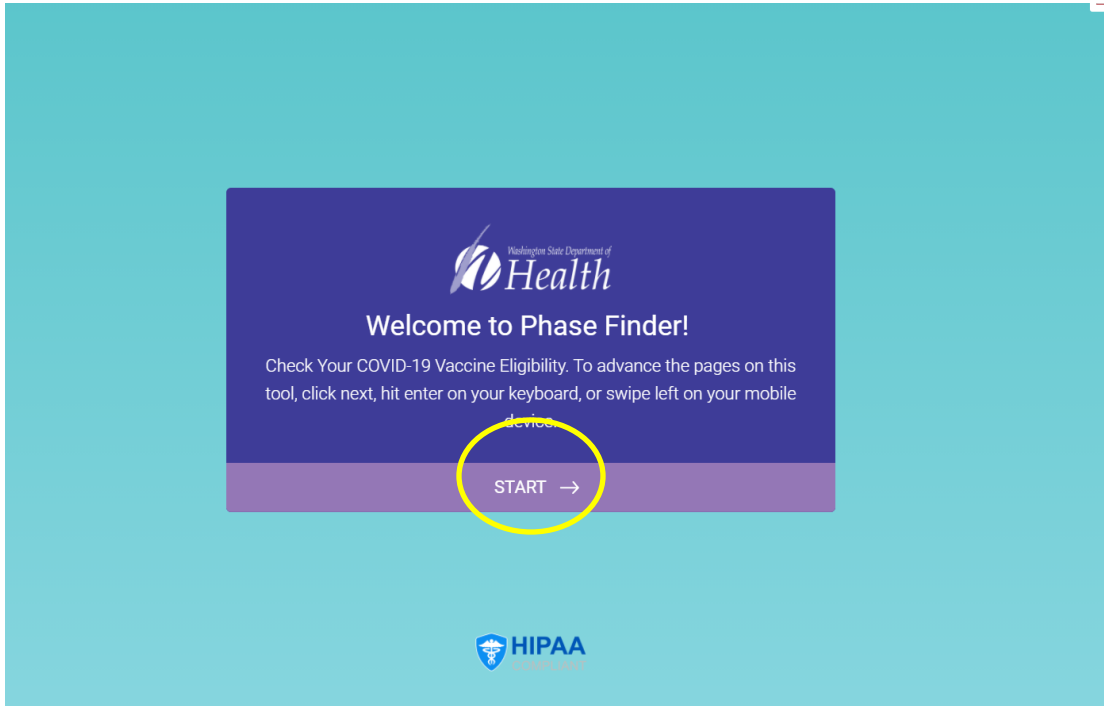 Washington State Department of
Health
Welcome to Phase Finder!
Check Your COVID-19 Vaccine Eligibility. To advance the pages on this
tool, click next, hit enter on your keyboard, or swipe left on your mobile
device.
START →
HIPAA
COMPLIANT